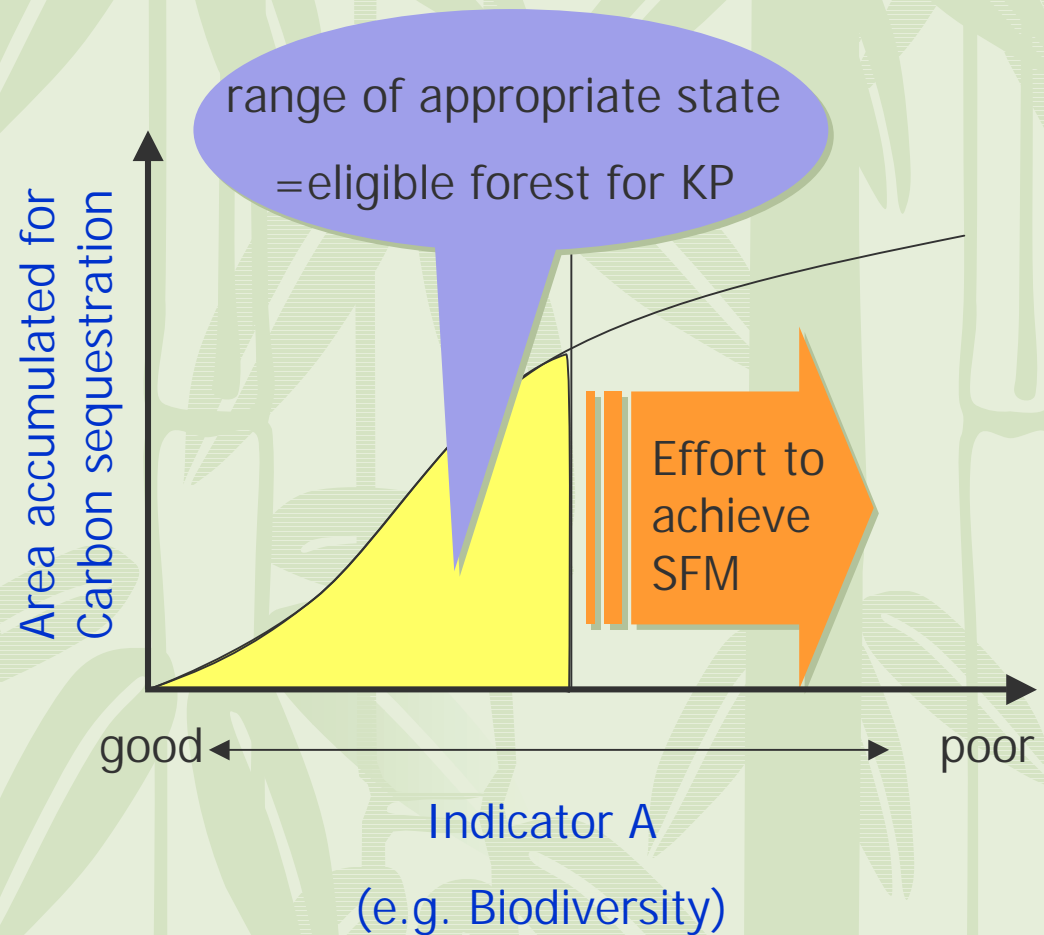 range of appropriate state
=eligible forest for KP
Area accumulated for
Carbon sequestration
Effort to
achieve
SFM
good
poor
Indicator A
(e.g. Biodiversity)